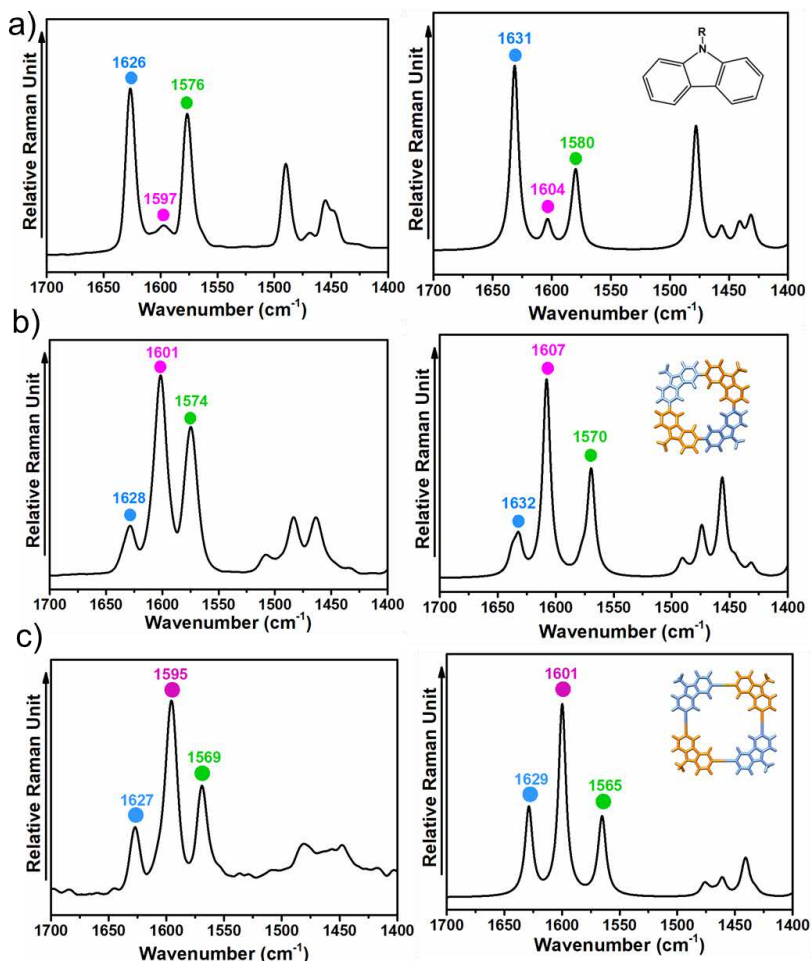 a)
Relative Raman Unit
1626
1597
1576
1700 1650 1600 1550 1500 1450 1400
Wavenumber (cm-1)
Relative Raman Unit
1631
1604
1580
R
N
1700 1650 1600 1550 1500 1450 1400
Wavenumber (cm-1)
b)
Relative Raman Unit
1628
1601
1574
1700 1650 1600 1550 1500 1450 1400
Wavenumber (cm-1)
Relative Raman Unit
1632
1607
1570
1700 1650 1600 1550 1500 1450 1400
Wavenumber (cm-1)
c)
Relative Raman Unit
1627
1595
1569
1700 1650 1600 1550 1500 1450 1400
Wavenumber (cm-1)
Relative Raman Unit
1629
1601
1565
1700 1650 1600 1550 1500 1450 1400
Wavenumber (cm-1)